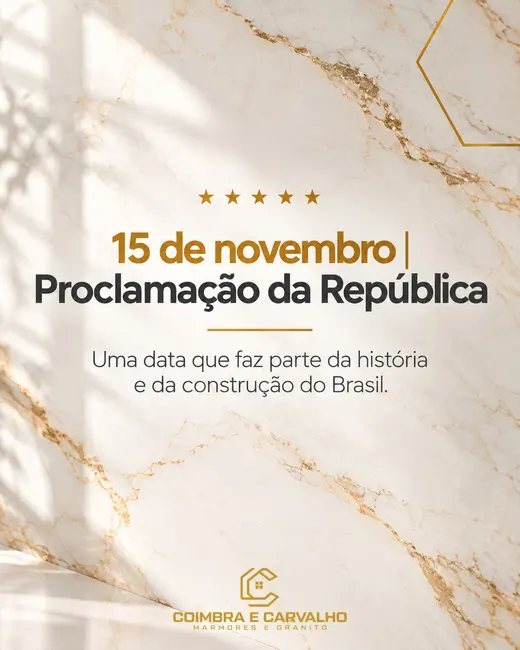 15 de novembro |
Proclamação da República
Uma data que faz parte da história
e da construção do Brasil.
COIMBRA E CARVALHO
MARMORES E GRANITO